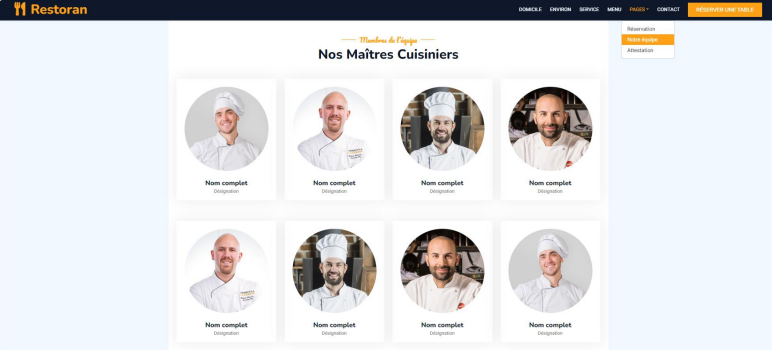 Restoran
DOMICILE ENVIRON SERVICE MENU PAGES CONTACT RÉSERVER UNE TABLE
Réservation
Notre équipe
Attestation
Membres de l'équipe
Nos Maîtres Cuisiniers
Nom complet Nom complet Nom complet Nom complet
Désignation Désignation Désignation Désignation
Nom complet Nom complet Nom complet Nom complet
Désignation Désignation Désignation Désignation